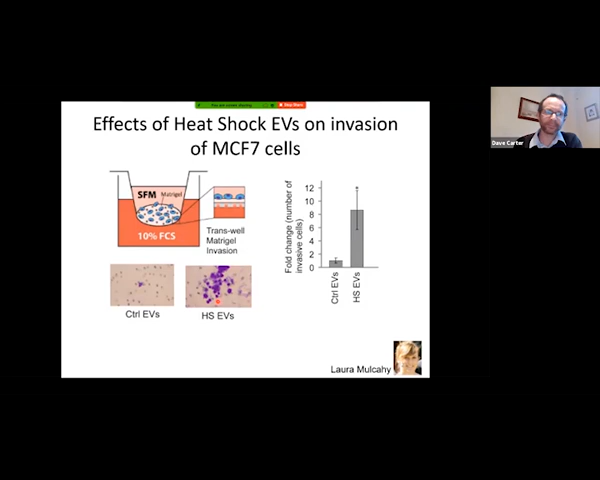 Effects of Heat Shock EVs on invasion
of MCF7 cells
Dave Carter
SFM
Matrigel
10% FCS
Trans-well
Matrigel
Invasion
Ctrl EVs
HS EVs
Fold change (number of
invasive cells)
12
10
8
6
4
2
0
*
Ctrl EVs
HS EVs
Laura Mulcahy